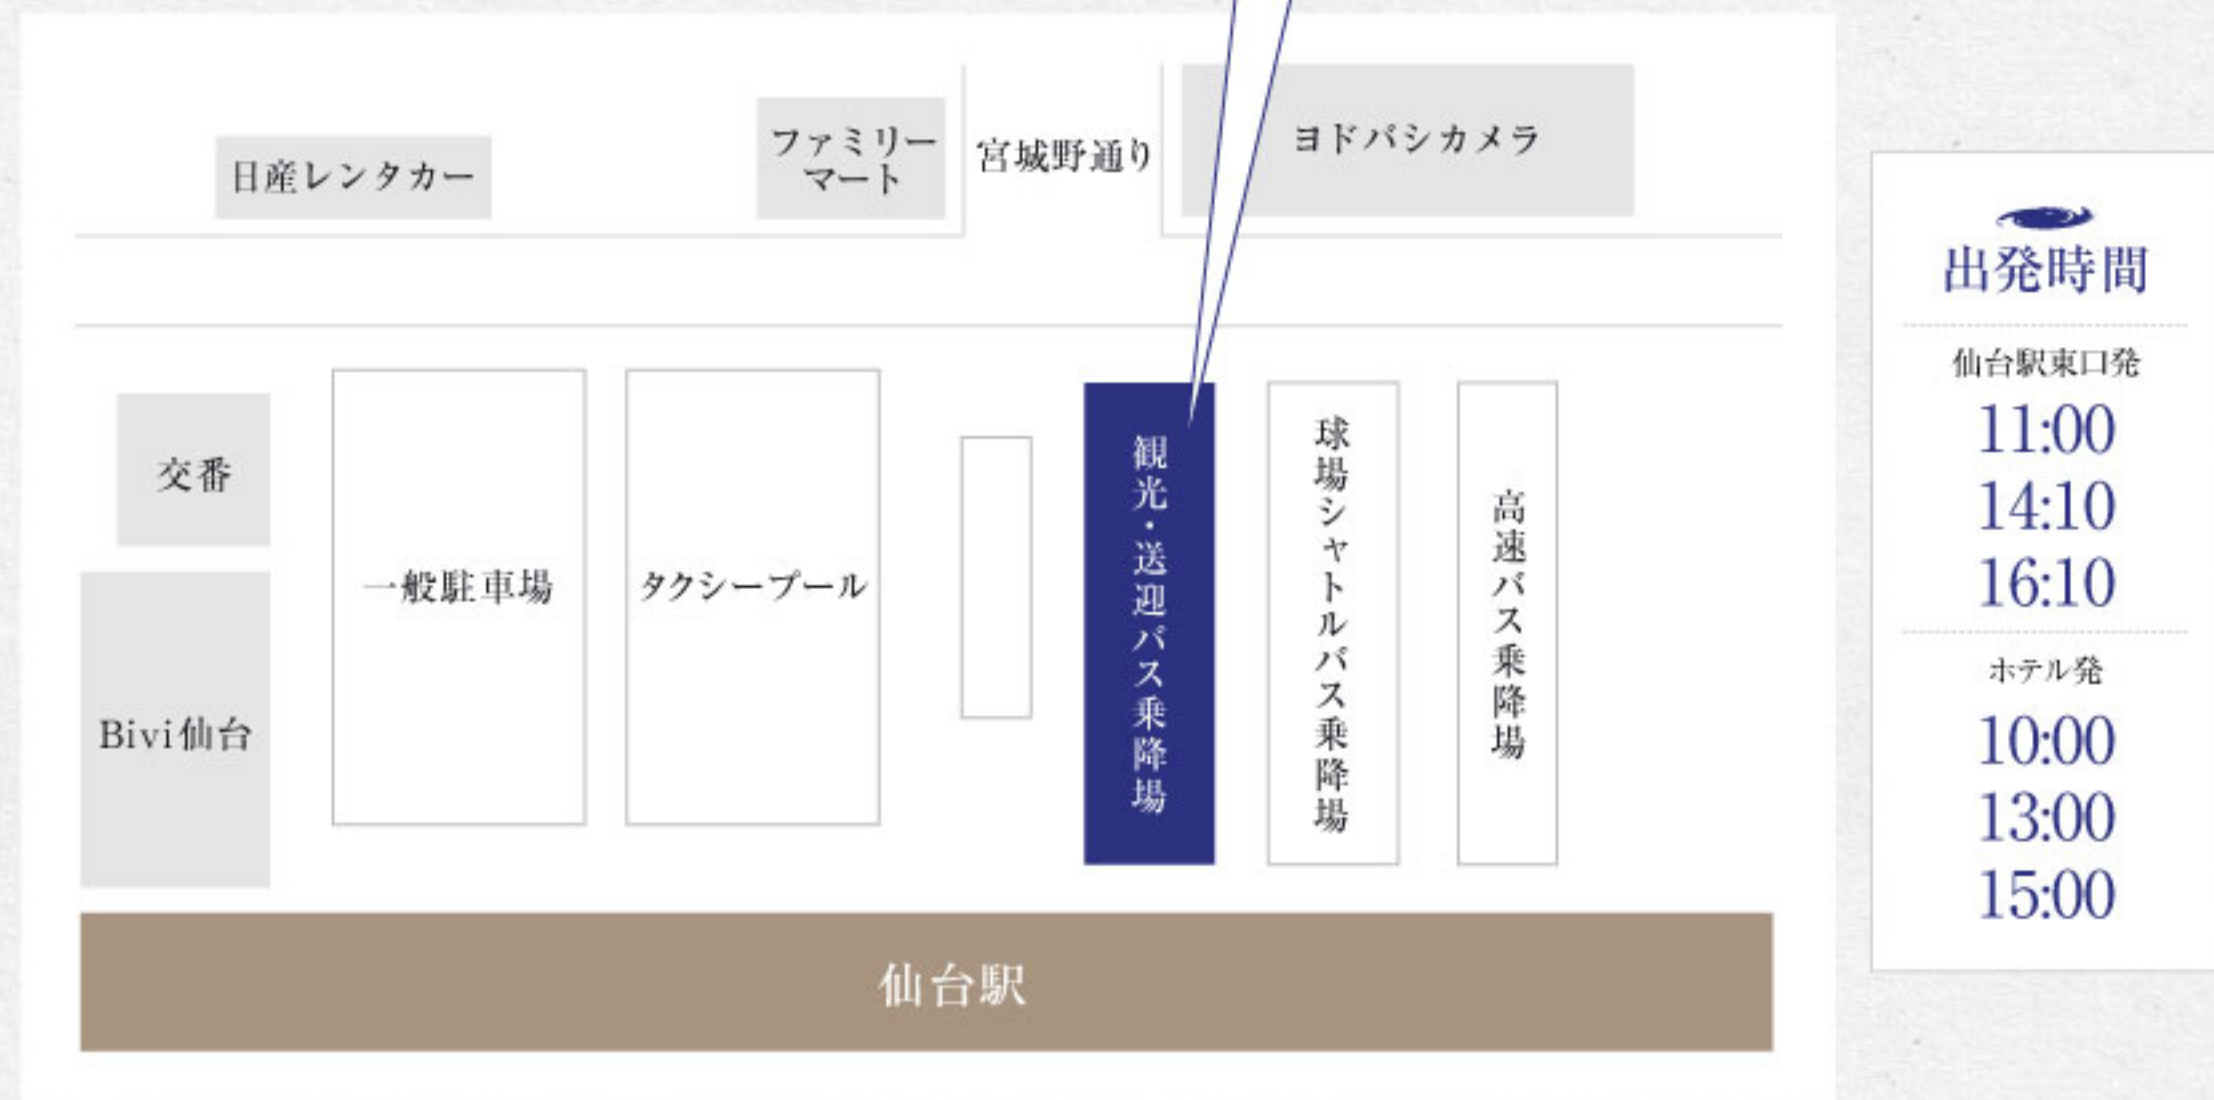 日産レンタカー
ファミリー
マート
宮城野通り
ヨドバシカメラ
交番
Bivi仙台
一般駐車場
タクシープール
観光・送迎バス乗降場
球場シャトルバス乗降場
高速バス乗降場
仙台駅
出発時間
仙台駅東口発
11:00
14:10
16:10
ホテル発
10:00
13:00
15:00